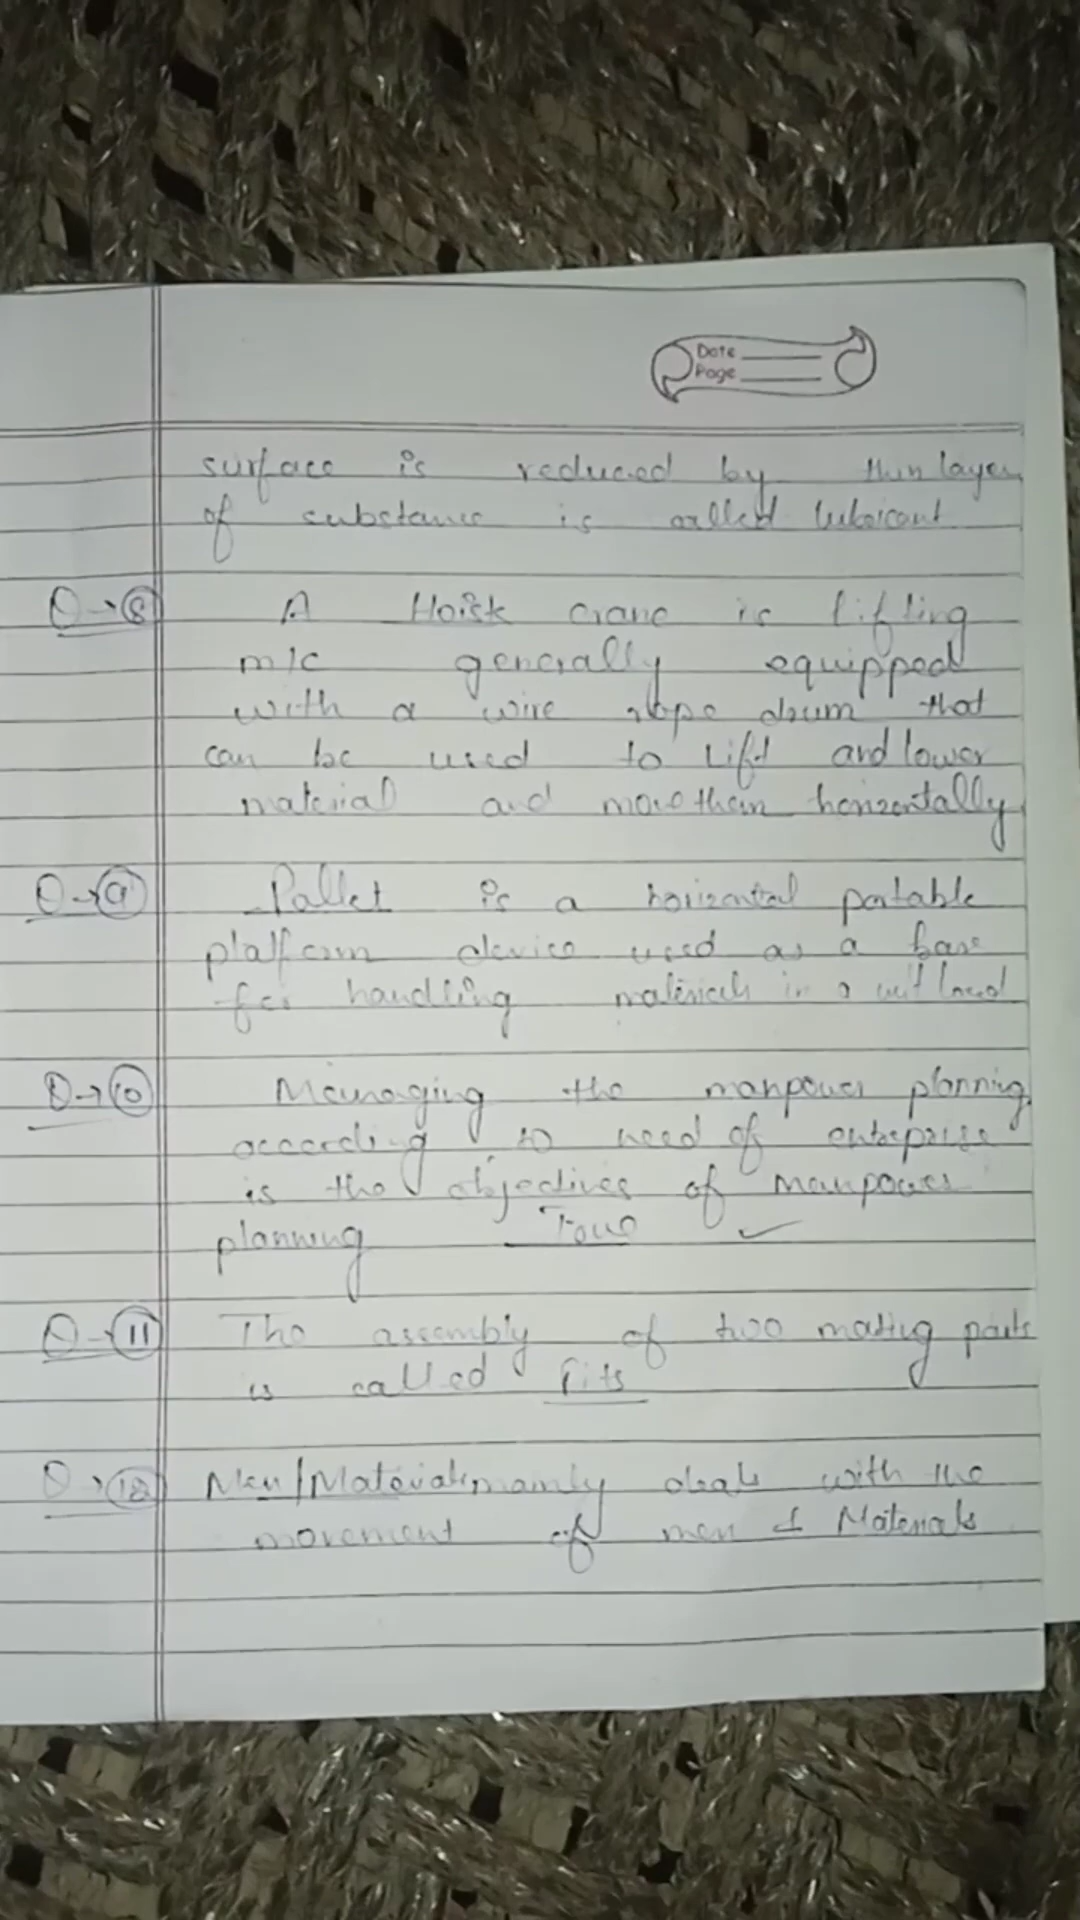 Date
Page
surface is reduced by thin layer
of substance is called lubricant
Q→8 A Hoisk crane is lifting
m/c generally equipped
with a wire rope drum that
can be used to lift and lower
material and move them horizontally
Q→9 Pallet is a horizontal portable
platform device used as a base
for handling materials in a
Q→10 Managing the manpower planning
according to need of enterprise
is the objectives of manpower
planning True ✓
Q→11 The assembly of two mating parts
is called Fits
Q→12 Men/Materials mainly deals with the
movement of men & Materials